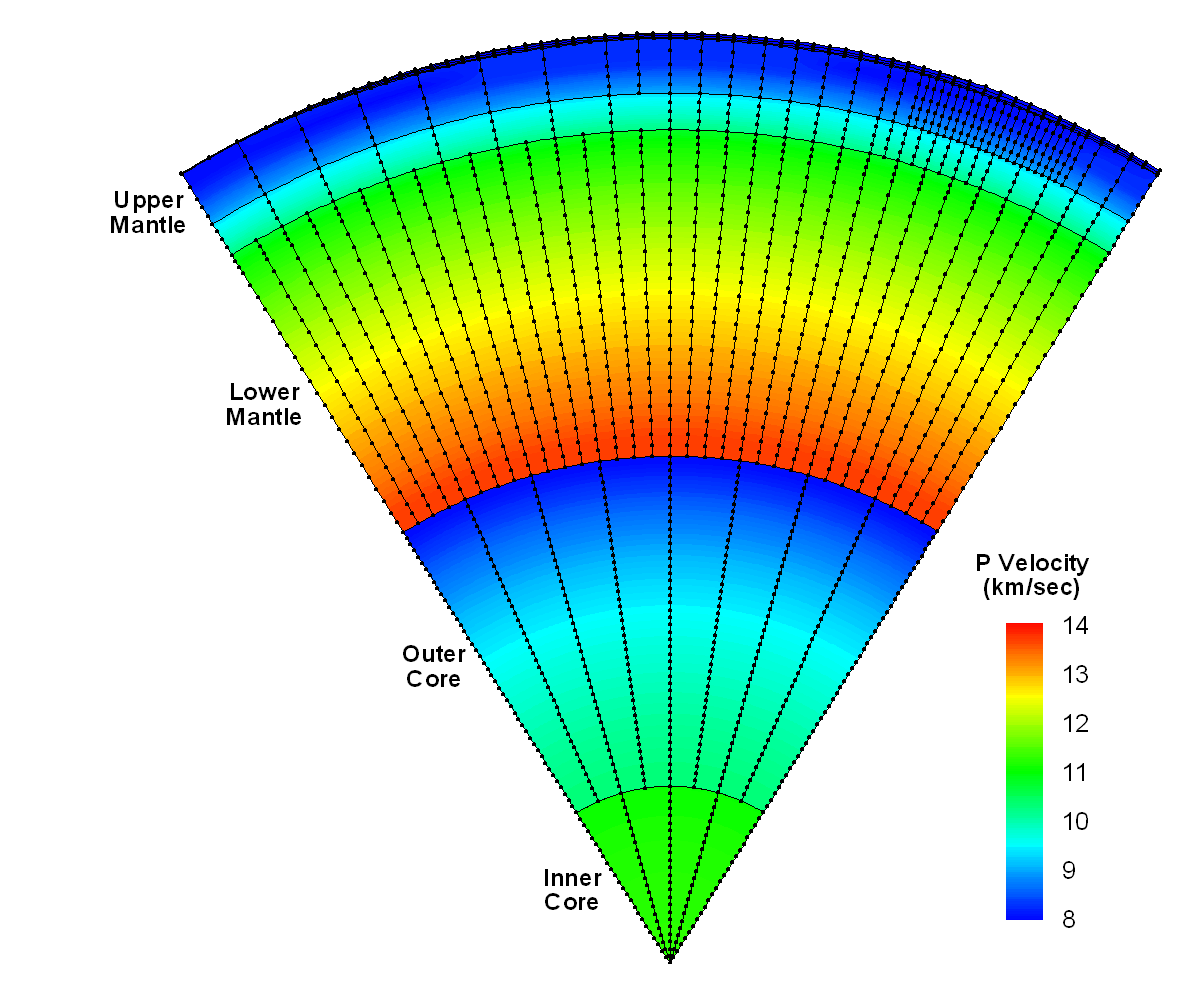 Upper
Mantle
Lower
Mantle
Outer
Core
Inner
Core
P Velocity
(km/sec)
14
13
12
11
10
9
8